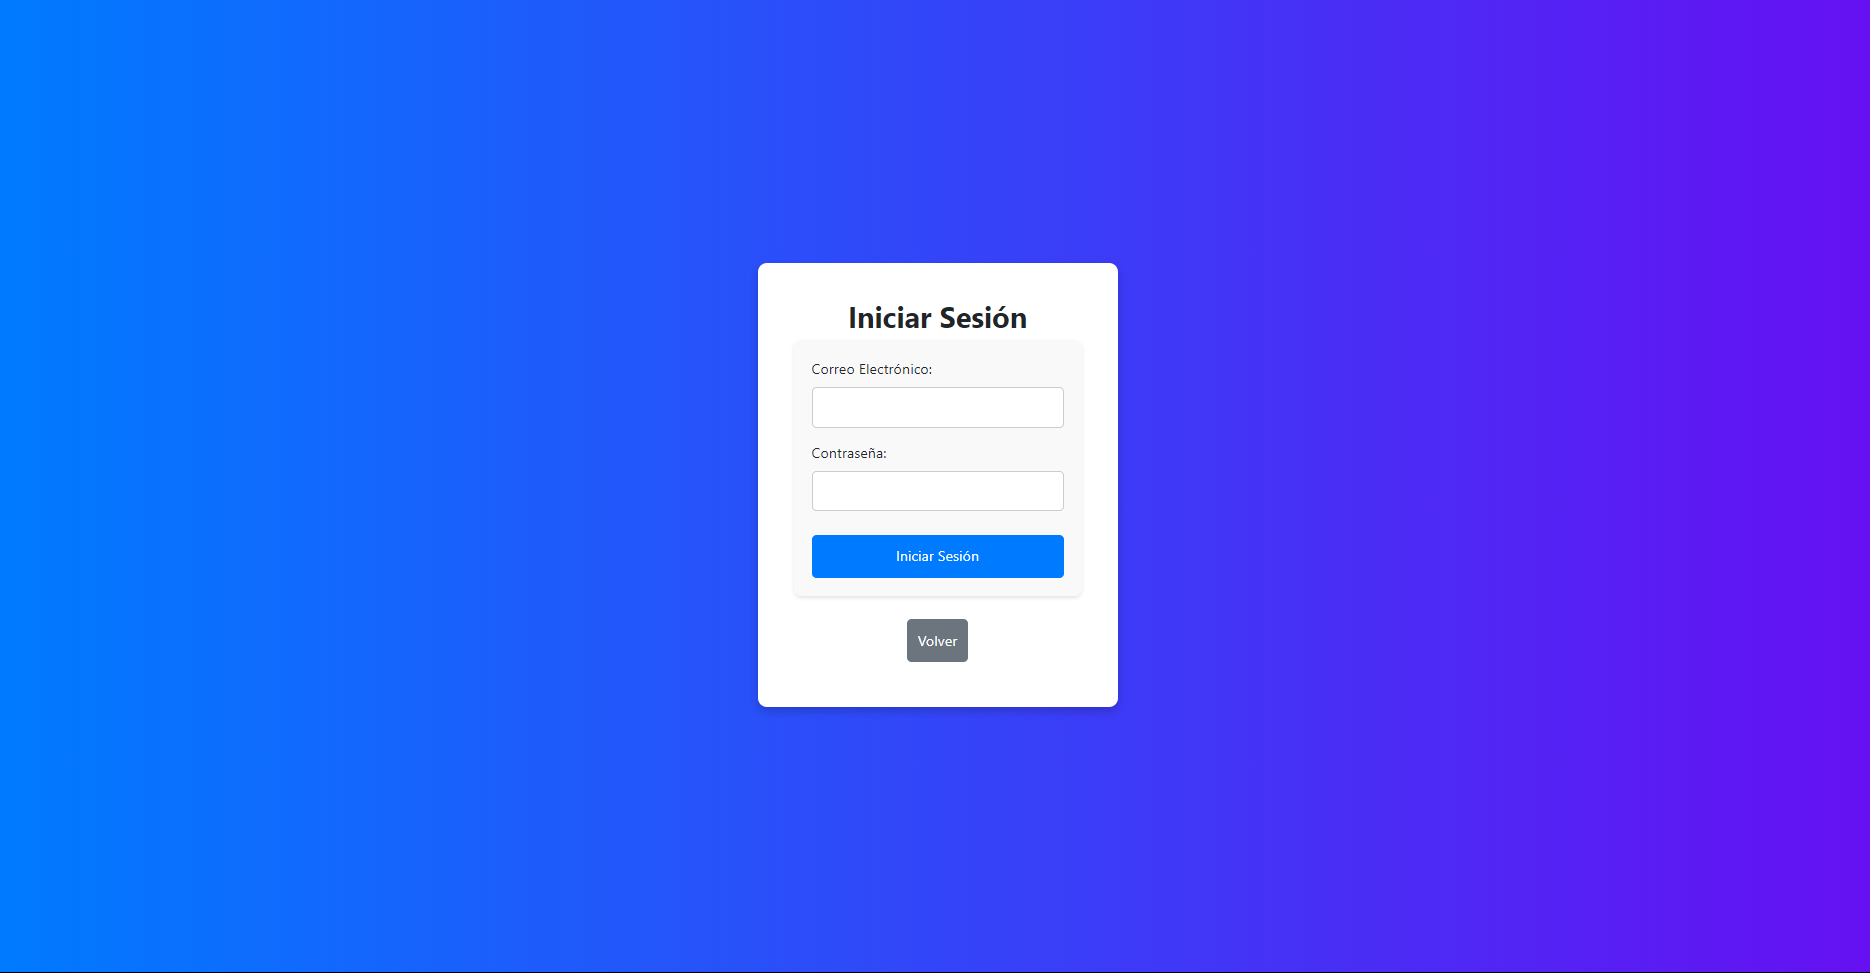 Iniciar Sesión
Correo Electrónico:
Contraseña:
Iniciar Sesión
Volver